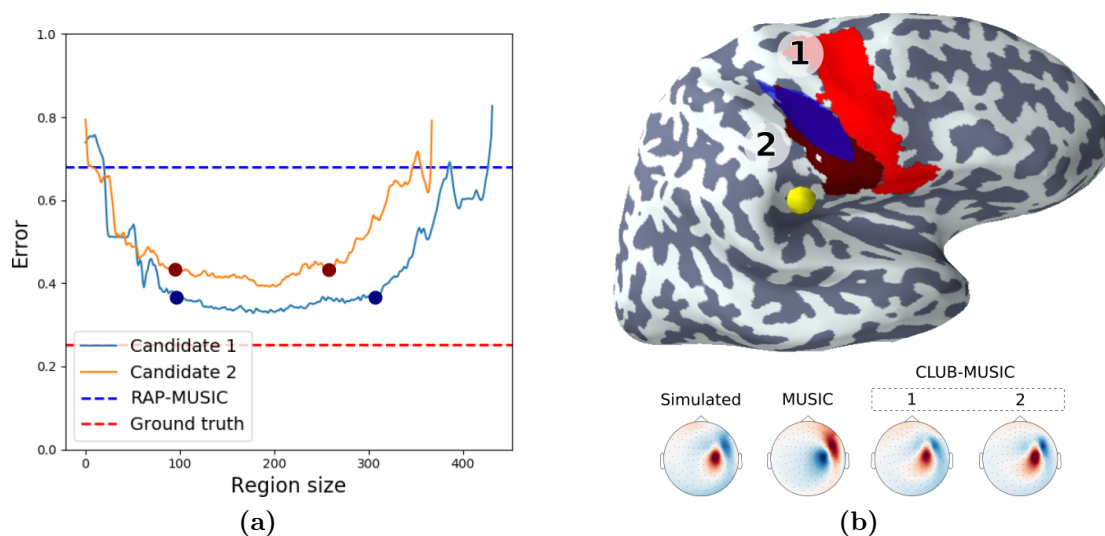 1.0
0.8
0.6
0.4
0.2
0.0
Error
0
100
200
300
400
Region size
Candidate 1
Candidate 2
RAP-MUSIC
Ground truth
(a)
1
2
CLUB-MUSIC
Simulated MUSIC 1 2
(b)